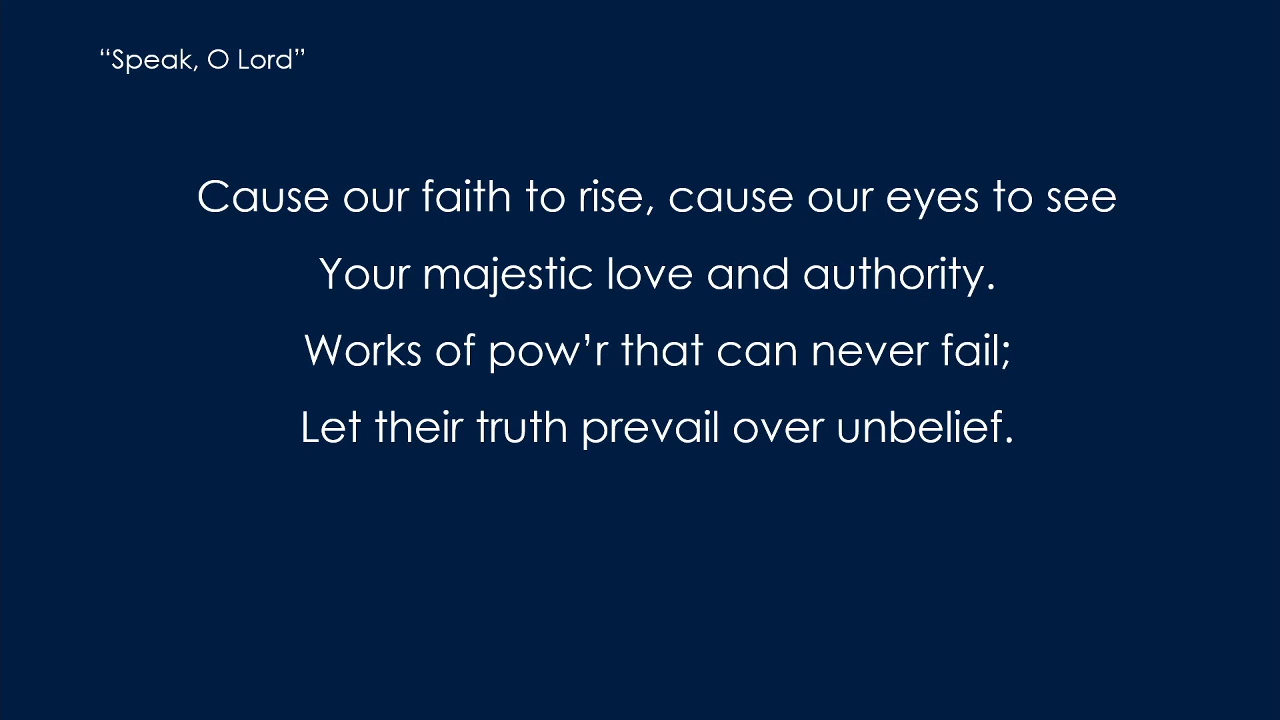 “Speak, O Lord”
Cause our faith to rise, cause our eyes to see
Your majestic love and authority.
Works of pow’r that can never fail;
Let their truth prevail over unbelief.